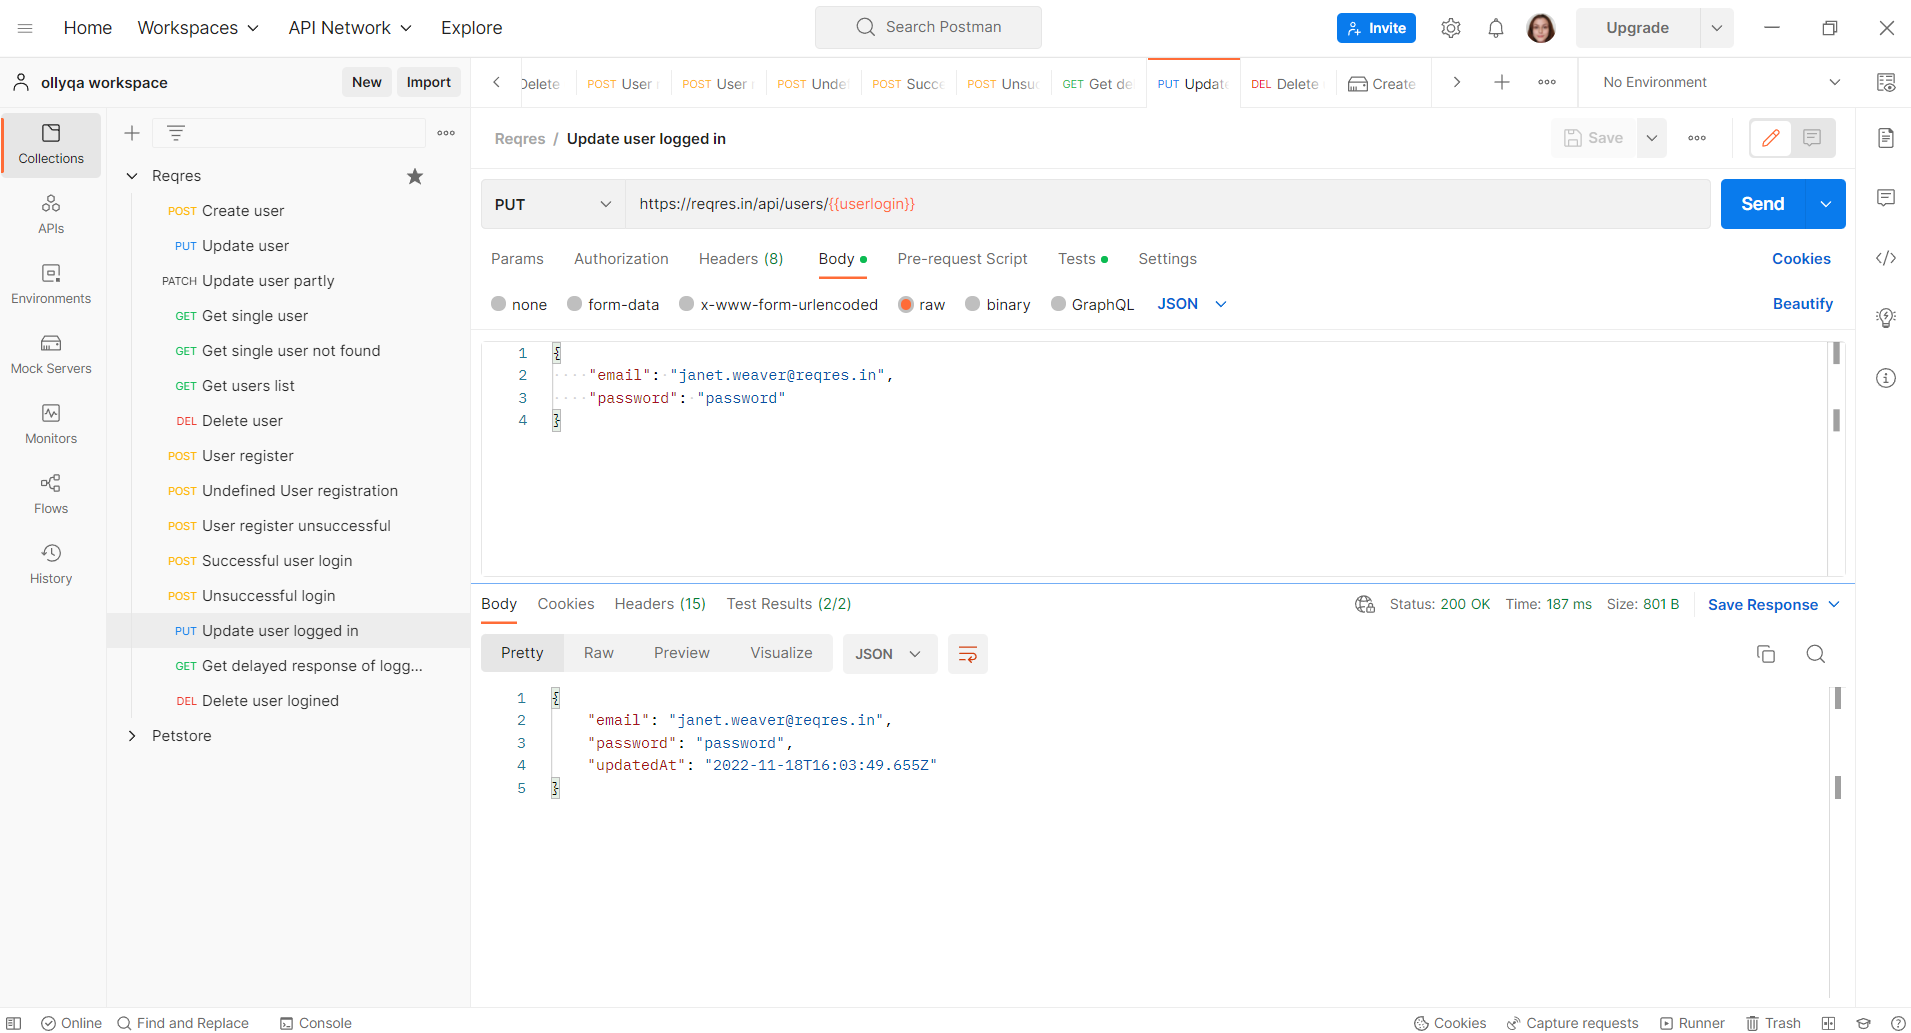 Home Workspaces API Network Explore Search Postman Invite Upgrade
ollyqa workspace New Import
Delete POST User POST User POST Unde POST Succe POST Unsu GET Get de PUT Updat DEL Delete Create No Environment
Collections
APIs
Environments
Mock Servers
Monitors
Flows
History
Reqres
POST Create user
PUT Update user
PATCH Update user partly
GET Get single user
GET Get single user not found
GET Get users list
DEL Delete user
POST User register
POST Undefined User registration
POST User register unsuccessful
POST Successful user login
POST Unsuccessful login
PUT Update user logged in
GET Get delayed response of logg...
DEL Delete user logined
Petstore
Reqres / Update user logged in Save
PUT https://reqres.in/api/users/{{userlogin}} Send
Params Authorization Headers (8) Body Pre-request Script Tests Settings Cookies
none form-data x-www-form-urlencoded raw binary GraphQL JSON Beautify
1 {
2 "email": "janet.weaver@reqres.in",
3 "password": "password"
4 }
Body Cookies Headers (15) Test Results (2/2) Status: 200 OK Time: 187 ms Size: 801 B Save Response
Pretty Raw Preview Visualize JSON
1 {
2 "email": "janet.weaver@reqres.in",
3 "password": "password",
4 "updatedAt": "2022-11-18T16:03:49.655Z"
5 }
Online Find and Replace Console Cookies Capture requests Runner Trash